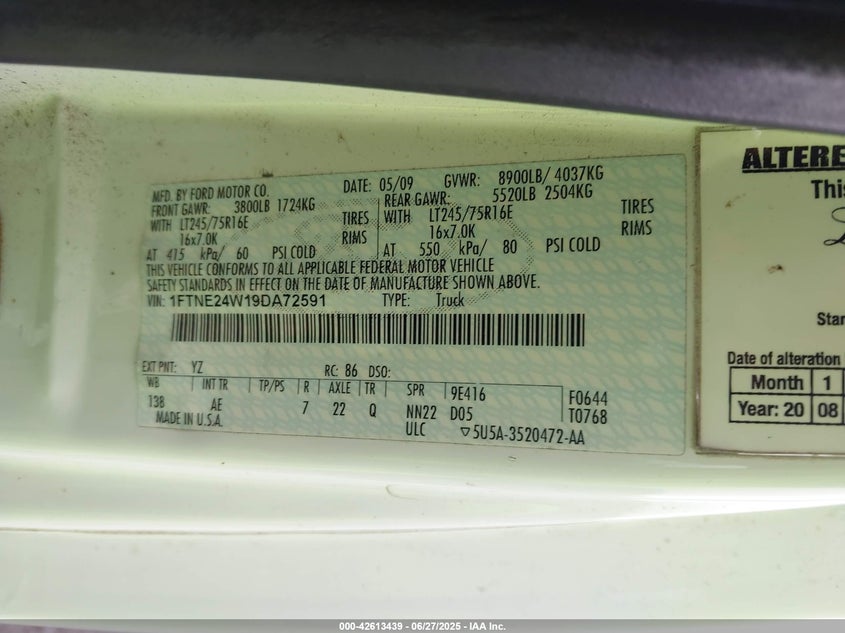 MFD. BY FORD MOTOR CO. DATE: 05/09 GVWR: 8900LB/ 4037KG
FRONT GAWR: 3800LB 1724KG REAR GAWR: 5520LB 2504KG
WITH LT245/75R16E TIRES WITH LT245/75R16E TIRES
16x7.0K RIMS 16x7.0K RIMS
AT 415 kPa/ 60 PSI COLD AT 550 kPa/ 80 PSI COLD
THIS VEHICLE CONFORMS TO ALL APPLICABLE FEDERAL MOTOR VEHICLE
SAFETY STANDARDS IN EFFECT ON THE DATE OF MANUFACTURE SHOWN ABOVE.
VIN: 1FTNE24W19DA72591 TYPE: Truck
EXT PNT: YZ RC: 86 DSO:
WB INT TR TP/PS R AXLE TR SPR 9E416 F0644
138 AE 7 22 Q NN22 D05 T0768
MADE IN U.S.A. ULC ▽5U5A-3520472-AA
ALTERE
This
Star
Date of alteration
Month 1
Year: 20 08
000-42613439 - 06/27/2025 - IAA Inc.